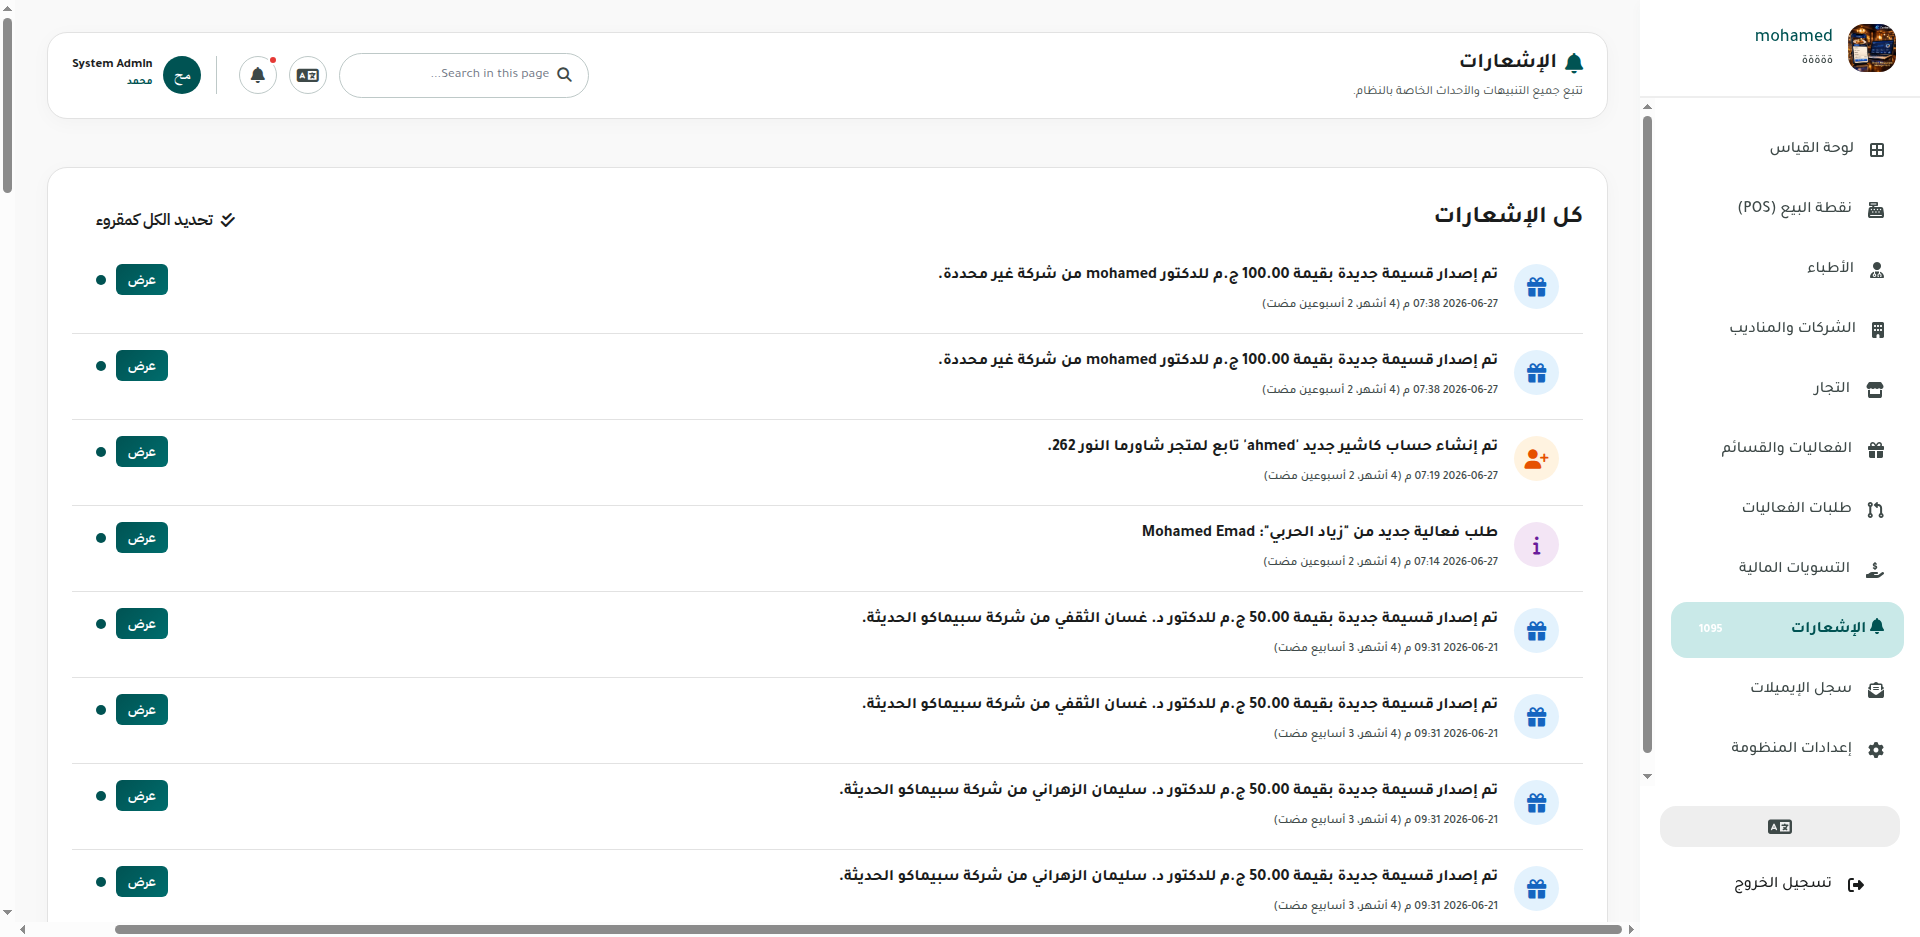 mohamed
ööööö
لوحة القياس
نقطة البيع (POS)
الأطباء
الشركات والمناديب
التجار
الفعاليات والقسائم
طلبات الفعاليات
التسويات المالية
الإشعارات 1095
سجل الإيميلات
إعدادات المنظومة
تسجيل الخروج
الإشعارات
تتبع جميع التنبيهات والأحداث الخاصة بالنظام.
Search in this page...
مح
System Admin
محمد
كل الإشعارات
تحديد الكل كمقروء
تم إصدار قسيمة جديدة بقيمة 100.00 ج.م للدكتور mohamed من شركة غير محددة.
2026-06-27 07:38 م (4 أشهر، 2 أسبوعين مضت)
عرض
تم إصدار قسيمة جديدة بقيمة 100.00 ج.م للدكتور mohamed من شركة غير محددة.
2026-06-27 07:38 م (4 أشهر، 2 أسبوعين مضت)
عرض
تم إنشاء حساب كاشير جديد 'ahmed' تابع لمتجر شاورما النور 262.
2026-06-27 07:19 م (4 أشهر، 2 أسبوعين مضت)
عرض
طلب فعالية جديد من "زياد الحربي": Mohamed Emad
2026-06-27 07:14 م (4 أشهر، 2 أسبوعين مضت)
عرض
تم إصدار قسيمة جديدة بقيمة 50.00 ج.م للدكتور د. غسان الثقفي من شركة سبيماكو الحديثة.
2026-06-21 09:31 م (4 أشهر، 3 أسابيع مضت)
عرض
تم إصدار قسيمة جديدة بقيمة 50.00 ج.م للدكتور د. غسان الثقفي من شركة سبيماكو الحديثة.
2026-06-21 09:31 م (4 أشهر، 3 أسابيع مضت)
عرض
تم إصدار قسيمة جديدة بقيمة 50.00 ج.م للدكتور د. سليمان الزهراني من شركة سبيماكو الحديثة.
2026-06-21 09:31 م (4 أشهر، 3 أسابيع مضت)
عرض
تم إصدار قسيمة جديدة بقيمة 50.00 ج.م للدكتور د. سليمان الزهراني من شركة سبيماكو الحديثة.
2026-06-21 09:31 م (4 أشهر، 3 أسابيع مضت)
عرض